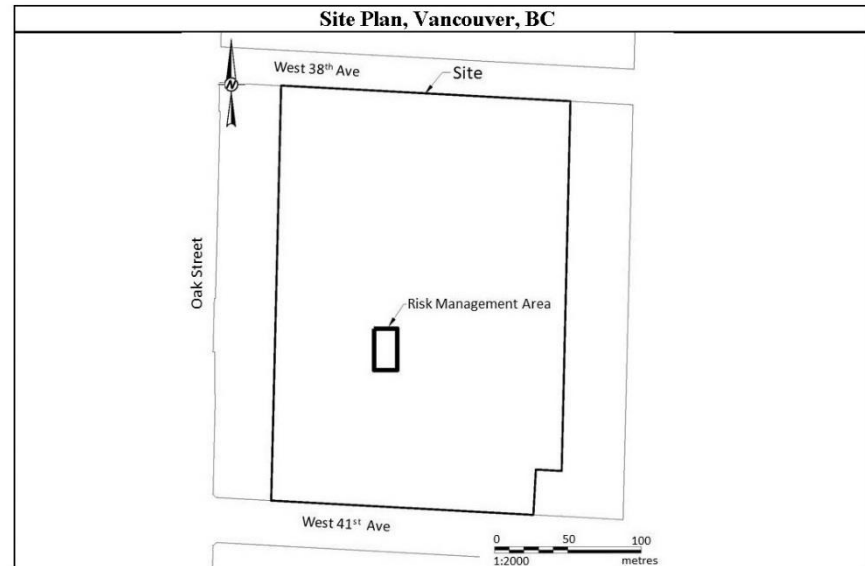 Site Plan, Vancouver, BC
West 38th Ave
Site
N
Oak Street
Risk Management Area
West 41st Ave
0 50 100
1:2000 metres